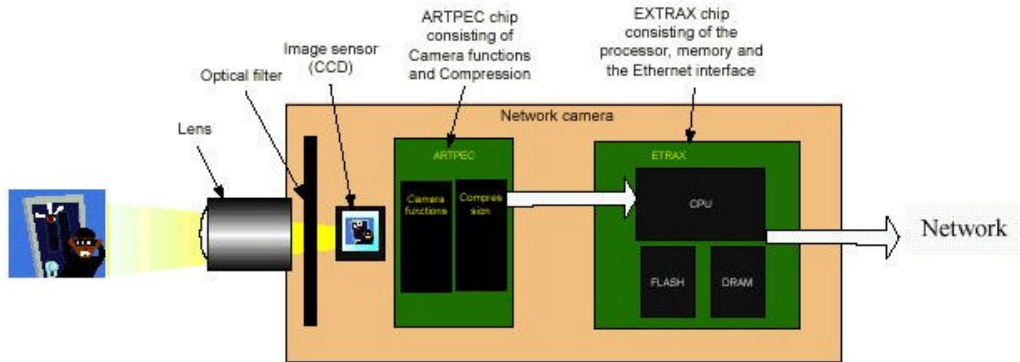 ARTPEC chip
consisting of
Camera functions
and Compression
EXTRAX chip
consisting of the
processor, memory and
the Ethernet interface
Image sensor
(CCD)
Optical filter
Lens
Network camera
ARTPEC
Camera
functions
Compres
sion
ETRAX
CPU
FLASH
DRAM
Network